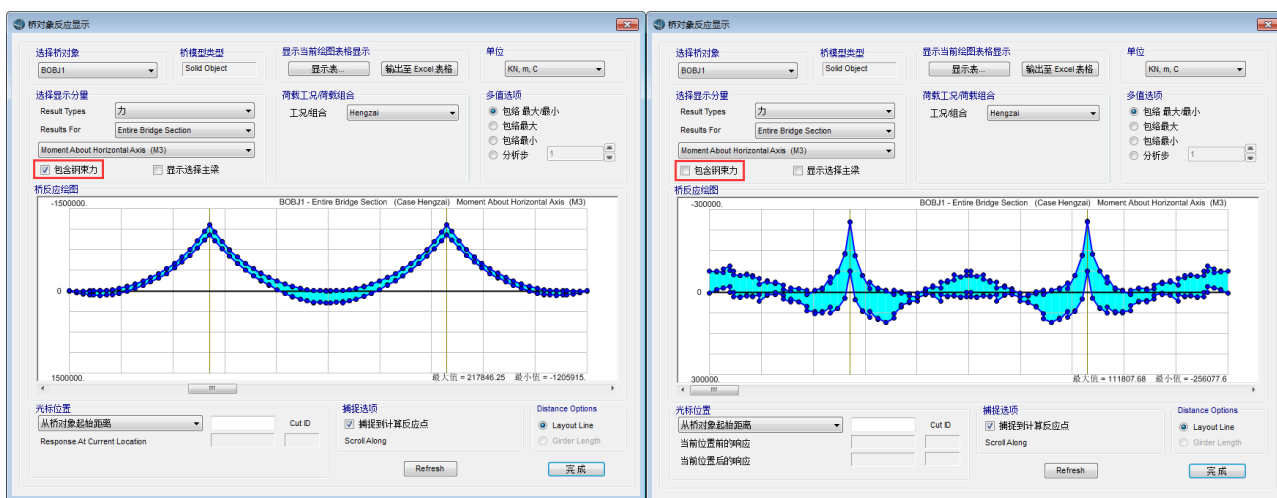 桥对象反应显示
选择桥对象
桥模型类型
显示当前绘图表格显示
单位
BOBJ1
Solid Object
显示表...
输出至 Excel 表格
KN, m, C
选择显示分量
荷载工况/荷载组合
多值选项
Result Types
力
工况/组合
Hengzai
包络 最大/最小
Results For
Entire Bridge Section
包络最大
包络最小
Moment About Horizontal Axis (M3)
分析步
1
包含钢束力
显示选择主梁
桥反应绘图
-1500000.
BOBJ1 - Entire Bridge Section (Case Hengzai) Moment About Horizontal Axis (M3)
0
1500000.
最大值 = 217846.25 最小值 = -1205915.
光标位置
捕捉选项
Distance Options
从桥对象起始距离
Cut ID
捕捉到计算反应点
Layout Line
Response At Current Location
Scroll Along
Girder Length
Refresh
完成
桥对象反应显示
选择桥对象
桥模型类型
显示当前绘图表格显示
单位
BOBJ1
Solid Object
显示表...
输出至 Excel 表格
KN, m, C
选择显示分量
荷载工况/荷载组合
多值选项
Result Types
力
工况/组合
Hengzai
包络 最大/最小
Results For
Entire Bridge Section
包络最大
包络最小
Moment About Horizontal Axis (M3)
分析步
1
包含钢束力
显示选择主梁
桥反应绘图
-300000.
BOBJ1 - Entire Bridge Section (Case Hengzai) Moment About Horizontal Axis (M3)
0
300000.
最大值 = 111807.68 最小值 = -256077.6
光标位置
捕捉选项
Distance Options
从桥对象起始距离
Cut ID
捕捉到计算反应点
Layout Line
当前位置前的响应
Scroll Along
Girder Length
当前位置后的响应
Refresh
完成